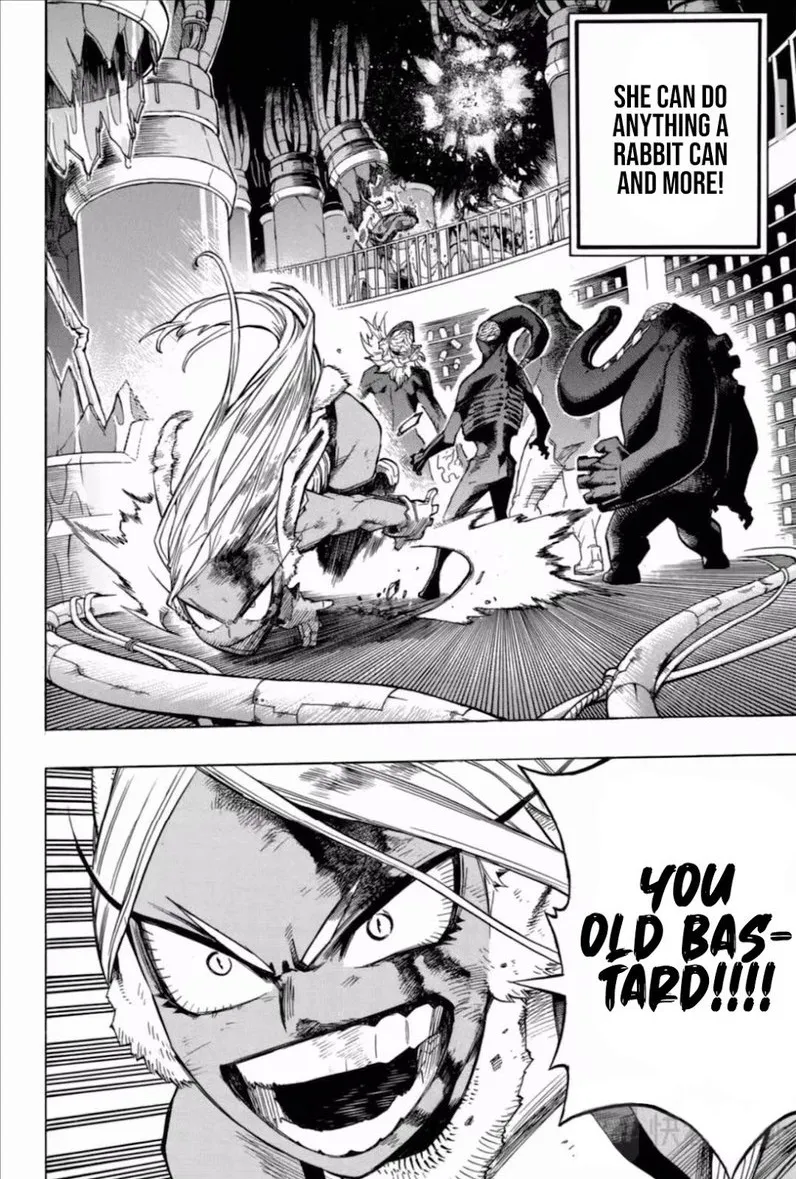 SHE CAN DO
ANYTHING A
RABBIT CAN
AND MORE!
YOU
OLD BAS-
TARD!!!!